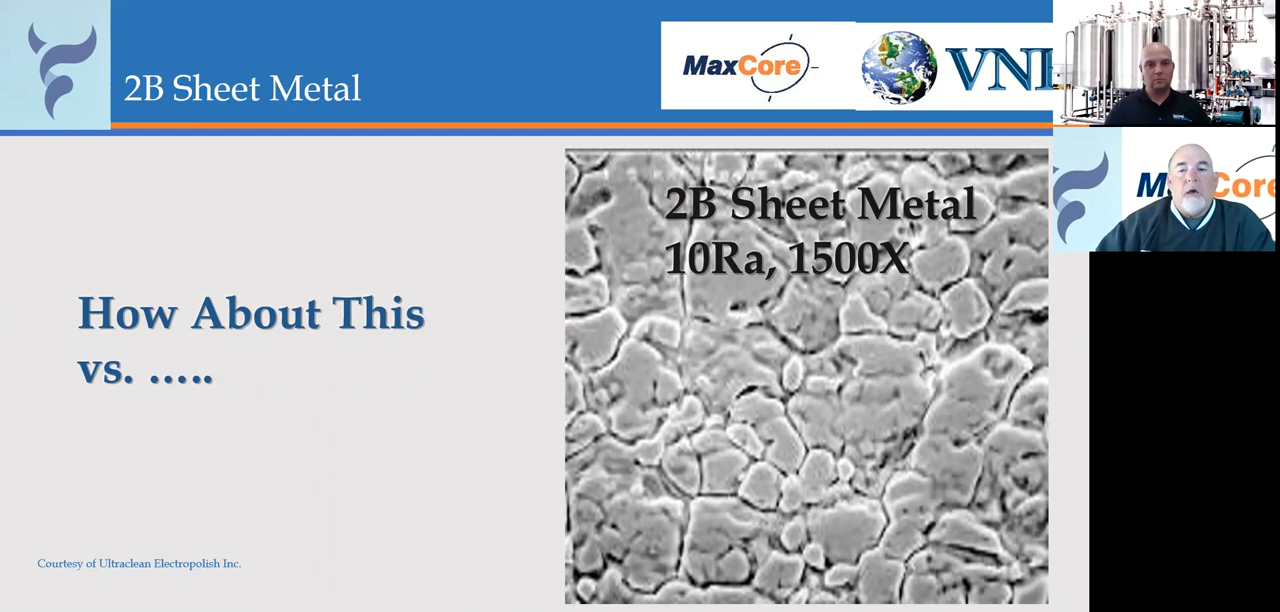 2B Sheet Metal
MaxCore
2B Sheet Metal
10Ra, 1500X
How About This
vs. .....
Courtesy of Ultraclean Electropolish Inc.